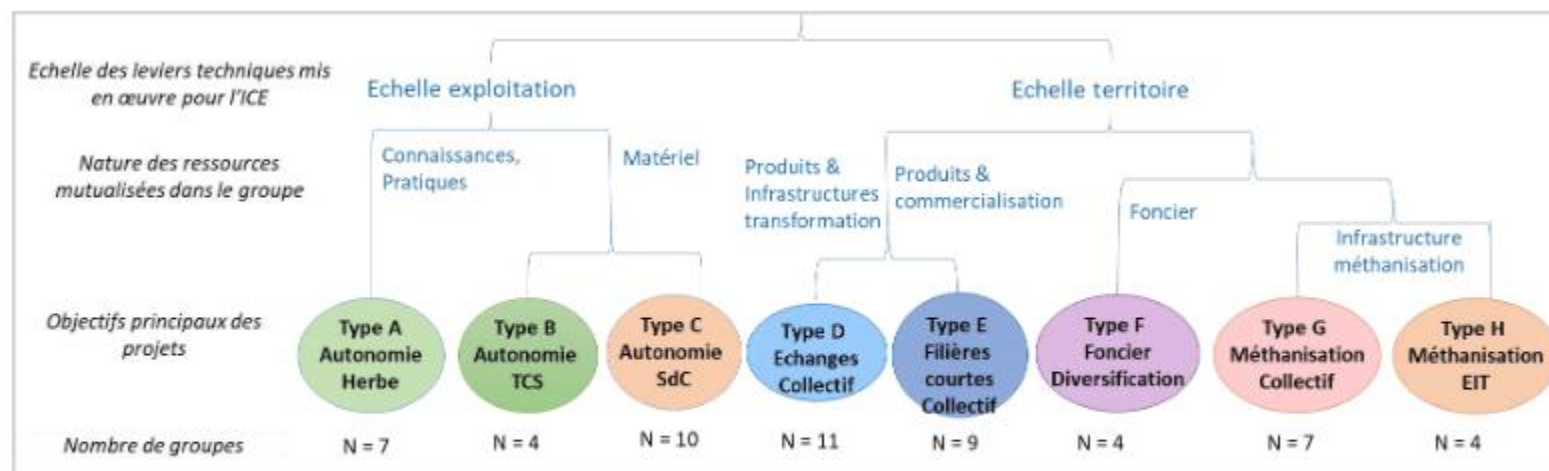 Echelle des leviers techniques mis
en œuvre pour l'ICE
Echelle exploitation
Echelle territoire
Nature des ressources
mutualisées dans le groupe
Connaissances,
Pratiques
Matériel
Produits &
Infrastructures
transformation
Produits &
commercialisation
Foncier
Infrastructure
méthanisation
Objectifs principaux des
projets
Type A
Autonomie
Herbe
Type B
Autonomie
TCS
Type C
Autonomie
SdC
Type D
Echanges
Collectif
Type E
Filières
courtes
Collectif
Type F
Foncier
Diversification
Type G
Méthanisation
Collectif
Type H
Méthanisation
EIT
Nombre de groupes
N = 7
N = 4
N = 10
N = 11
N = 9
N = 4
N = 7
N = 4